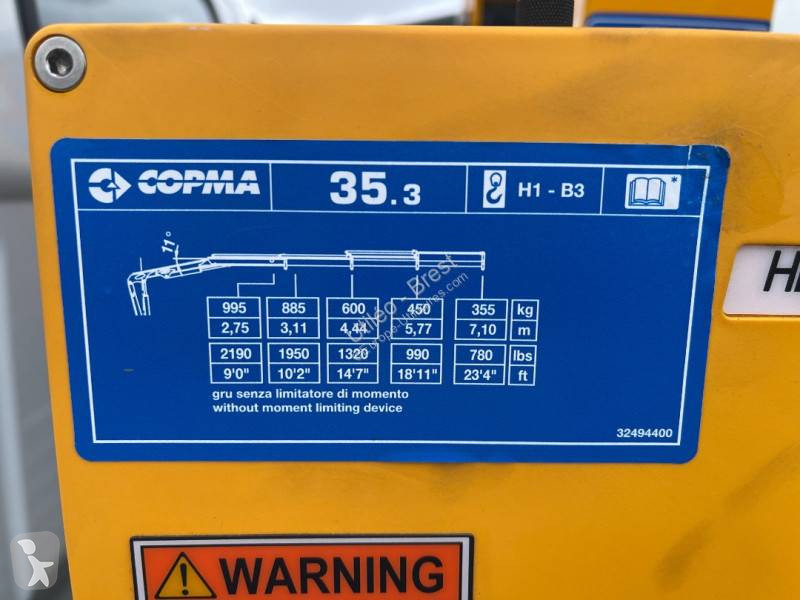 COPMA 35.3 H1 - B3 *
11°
995 885 600 450 355 kg
2,75 3,11 4,44 5,77 7,10 m
2190 1950 1320 990 780 lbs
9'0" 10'2" 14'7" 18'11" 23'4" ft
gru senza limitatore di momento
without moment limiting device
32494400
WARNING
Utiléo - Brest